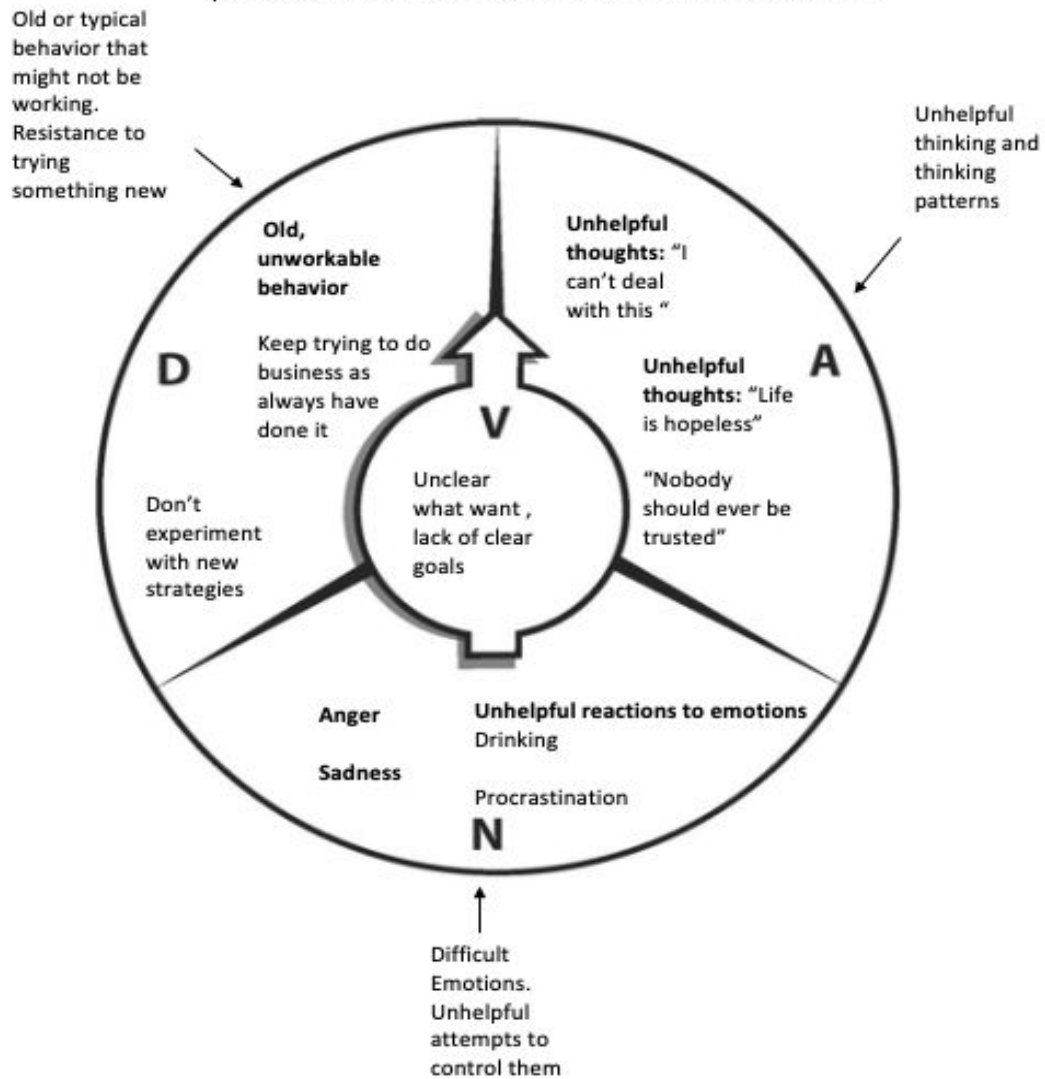 Old or typical
behavior that
might not be
working.
Resistance to
trying
something new
Unhelpful
thinking and
thinking
patterns
Old,
unworkable
behavior
Keep trying to do
business as
always have
done it
D
Don't
experiment
with new
strategies
Unhelpful
thoughts: "I
can't deal
with this "
A
Unhelpful
thoughts: "Life
is hopeless"
"Nobody
should ever be
trusted"
V
Unclear
what want ,
lack of clear
goals
Anger
Sadness
Unhelpful reactions to emotions
Drinking
Procrastination
N
Difficult
Emotions.
Unhelpful
attempts to
control them